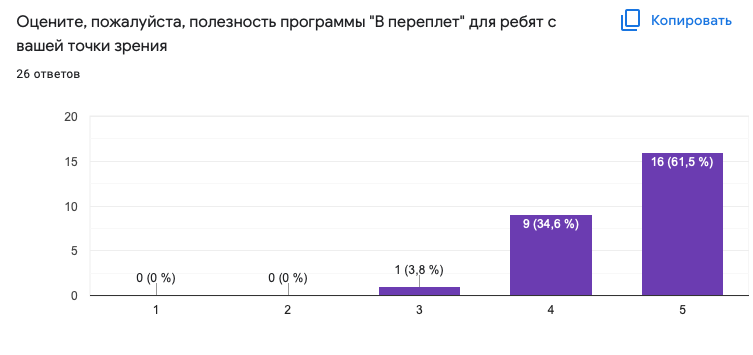 Оцените, пожалуйста, полезность программы "В переплет" для ребят с
вашей точки зрения
Копировать
26 ответов
20
15
10
5
0
0 (0 %)
0 (0 %)
1 (3,8 %)
9 (34,6 %)
16 (61,5 %)
1
2
3
4
5